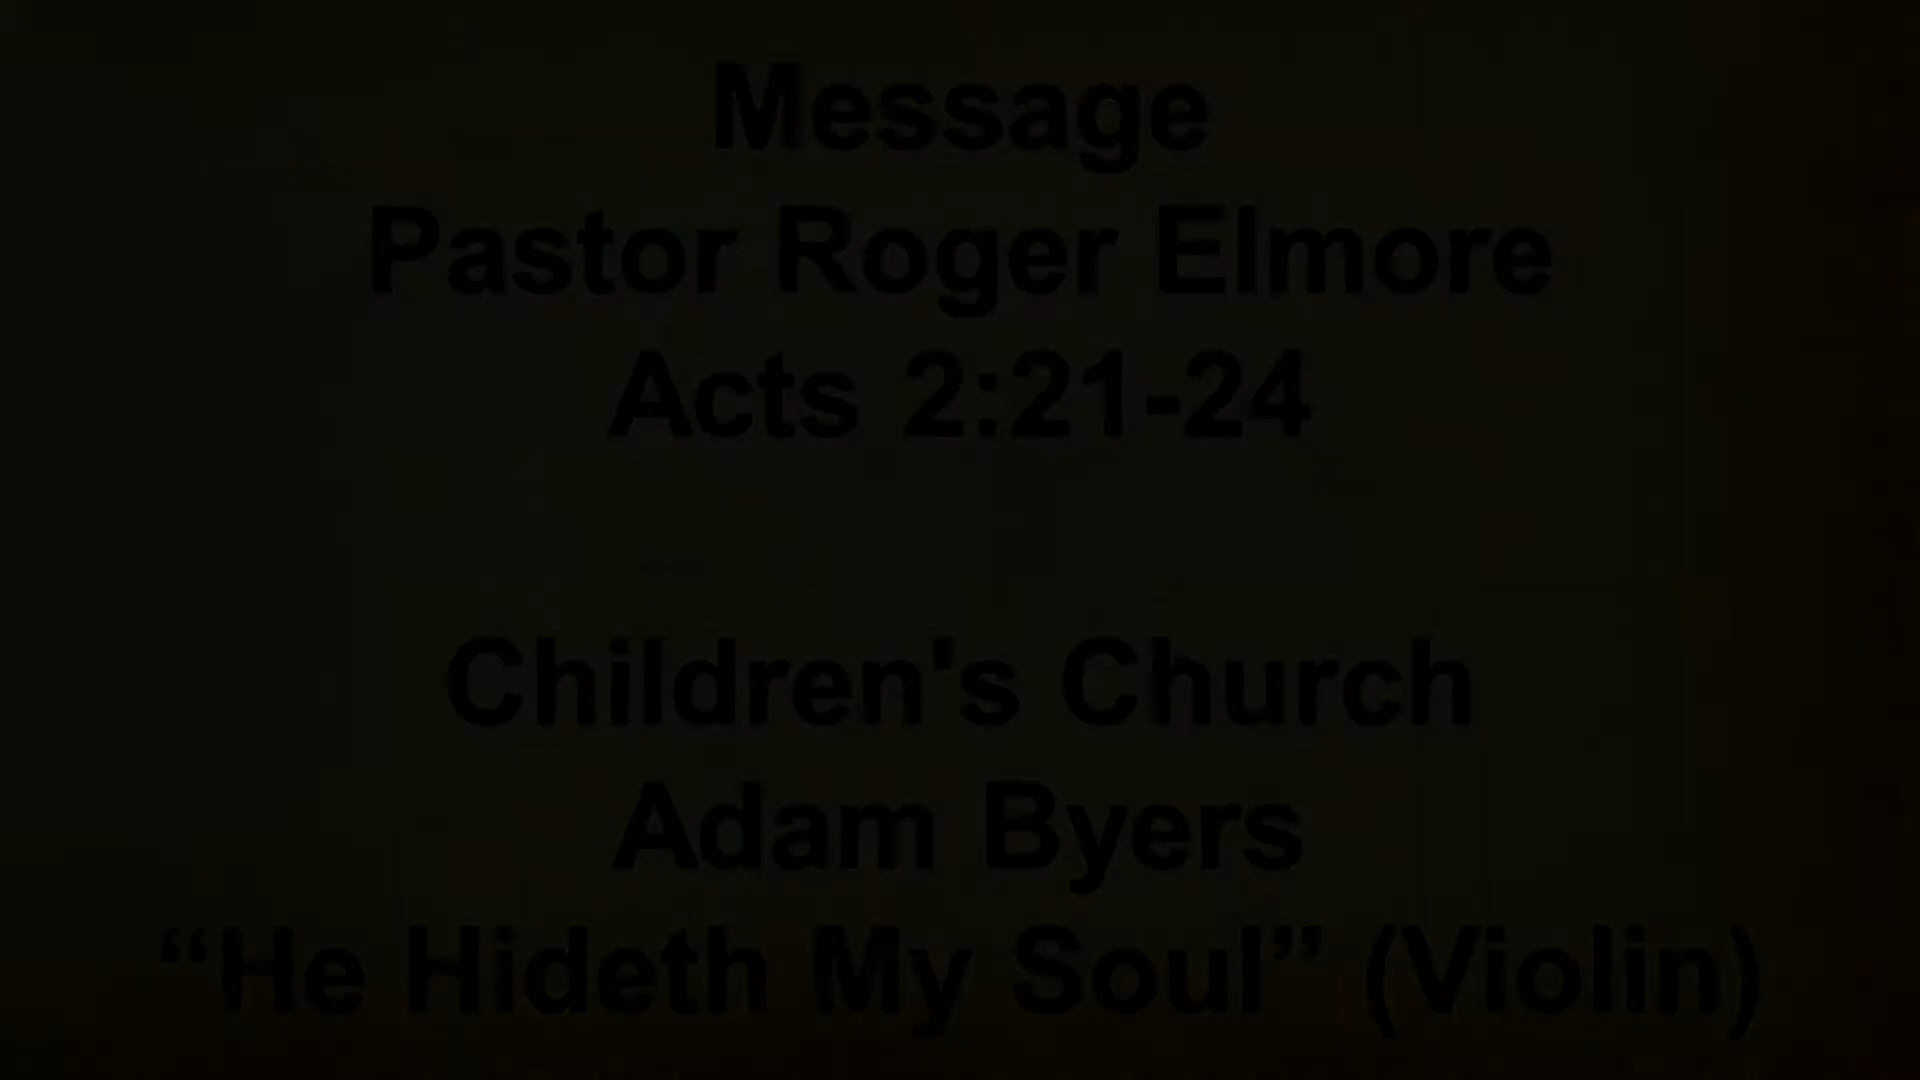 Message
Pastor Roger Elmore
Acts 2:21-24
Children's Church
Adam Byers
“He Hideth My Soul” (Violin)